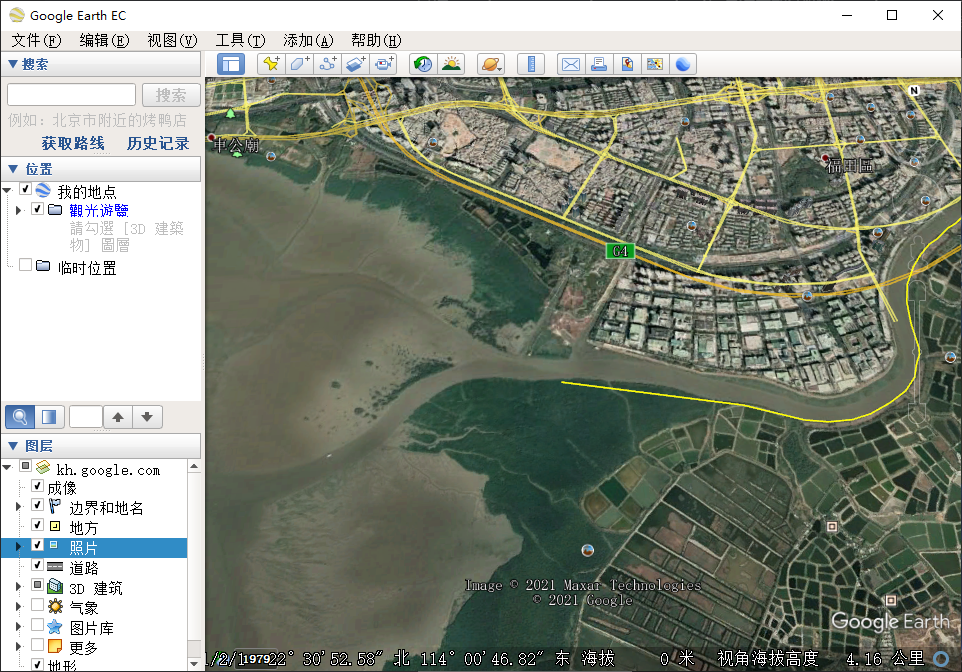 Google Earth EC
文件(F) 编辑(E) 视图(V) 工具(T) 添加(A) 帮助(H)
搜索
搜索
例如: 北京市附近的烤鸭店
获取路线 历史记录
位置
我的地点
觀光游覽
請勾選 [3D 建築
物] 圖層
临时位置
图层
kh.google.com
成像
边界和地名
地方
照片
道路
3D 建筑
气象
图片库
更多
地形
N
申公廟
福田區
G4
Image © 2021 Maxar Technologies
© 2021 Google
Google Earth
1979 22° 30′52.58″ 北 114° 00′46.82″ 东 海拔 0 米 视角海拔高度 4.16 公里